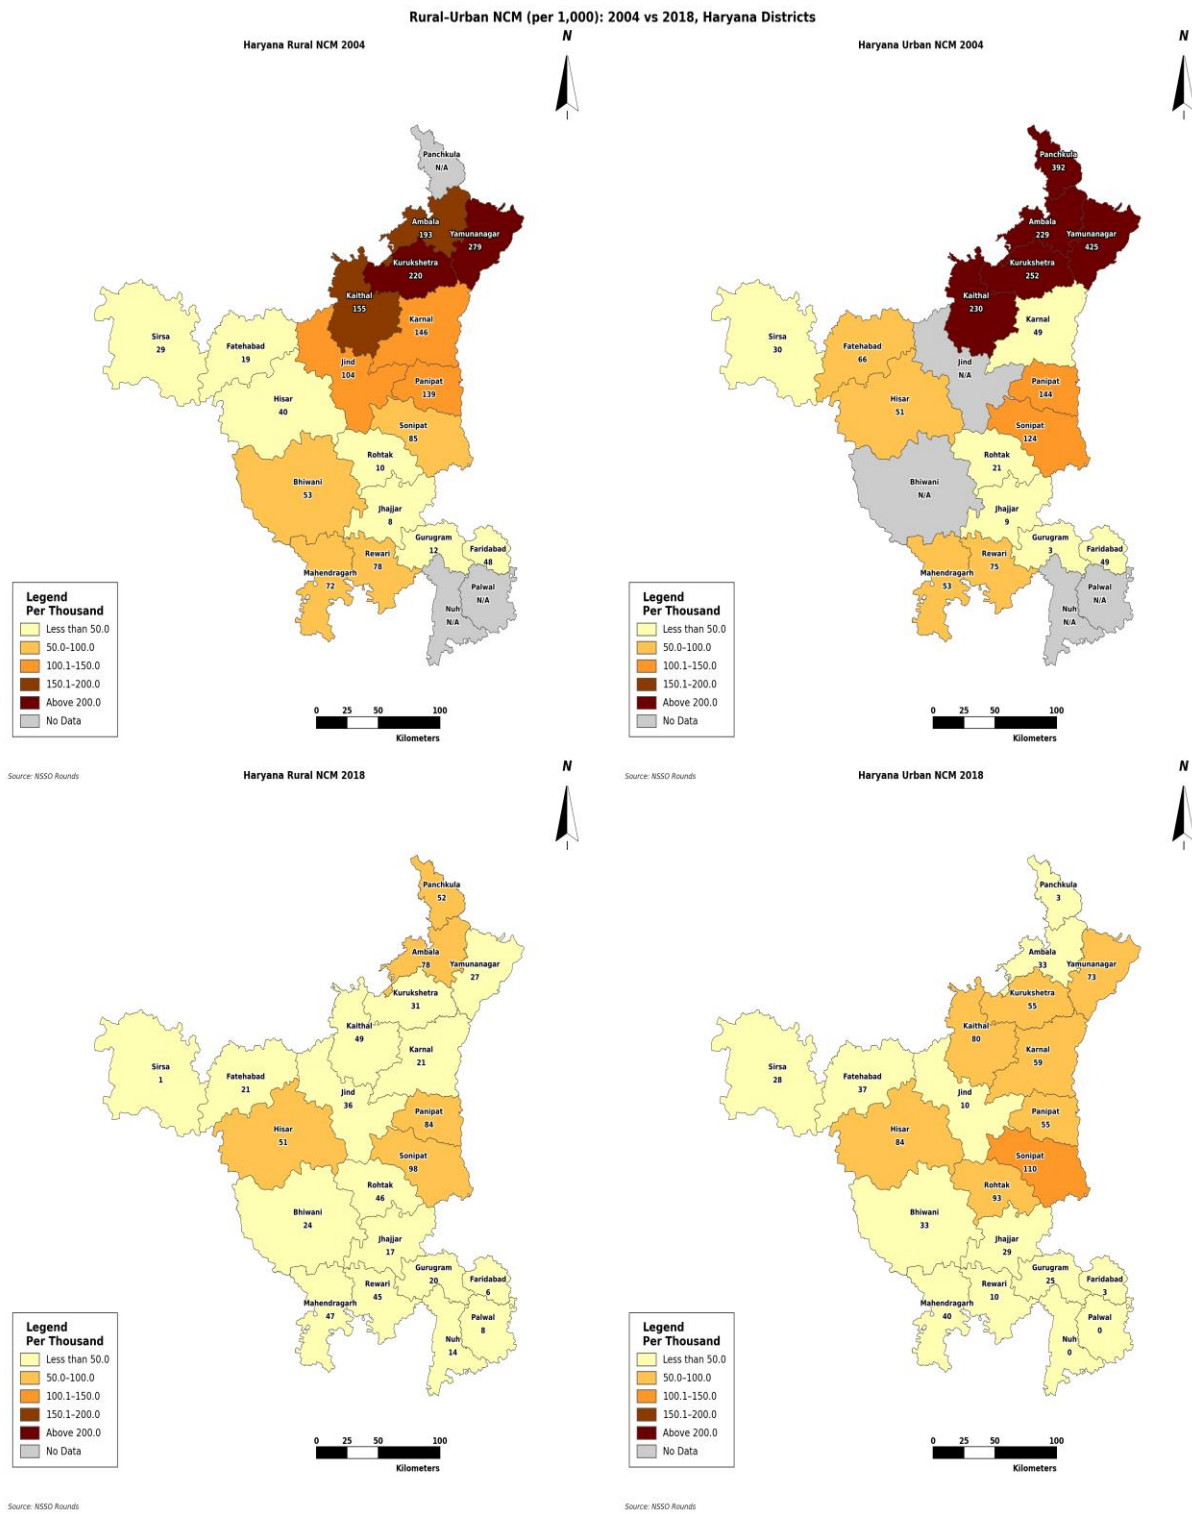 Rural–Urban NCM (per 1,000): 2004 vs 2018, Haryana Districts
Haryana Rural NCM 2004
N
Panchkula
N/A
Ambala
193
Yamunanagar
279
Kurukshetra
220
Kaithal
155
Karnal
146
Sirsa
29
Fatehabad
19
Jind
104
Panipat
139
Hisar
40
Sonipat
85
Rohtak
10
Bhiwani
53
Jhajjar
8
Gurugram
12
Faridabad
48
Rewari
78
Mahendragarh
72
Palwal
N/A
Nuh
N/A
Legend
Per Thousand
Less than 50.0
50.0–100.0
100.1–150.0
150.1–200.0
Above 200.0
No Data
0 25 50 100
Kilometers
Source: NSSO Rounds
Haryana Urban NCM 2004
N
Panchkula
392
Ambala
229
Yamunanagar
425
Kurukshetra
252
Kaithal
230
Karnal
49
Sirsa
30
Fatehabad
66
Jind
N/A
Panipat
144
Hisar
51
Sonipat
124
Rohtak
21
Bhiwani
N/A
Jhajjar
9
Gurugram
3
Faridabad
49
Rewari
75
Mahendragarh
53
Palwal
N/A
Nuh
N/A
Legend
Per Thousand
Less than 50.0
50.0–100.0
100.1–150.0
150.1–200.0
Above 200.0
No Data
0 25 50 100
Kilometers
Source: NSSO Rounds
Haryana Rural NCM 2018
N
Panchkula
52
Ambala
78
Yamunanagar
27
Kurukshetra
31
Kaithal
49
Karnal
21
Sirsa
1
Fatehabad
21
Jind
36
Panipat
84
Hisar
51
Sonipat
98
Rohtak
46
Bhiwani
24
Jhajjar
17
Gurugram
20
Faridabad
6
Rewari
45
Mahendragarh
47
Palwal
8
Nuh
14
Legend
Per Thousand
Less than 50.0
50.0–100.0
100.1–150.0
150.1–200.0
Above 200.0
No Data
0 25 50 100
Kilometers
Source: NSSO Rounds
Haryana Urban NCM 2018
N
Panchkula
3
Ambala
33
Yamunanagar
73
Kurukshetra
55
Kaithal
80
Karnal
59
Sirsa
28
Fatehabad
37
Jind
10
Panipat
55
Hisar
84
Sonipat
110
Rohtak
93
Bhiwani
33
Jhajjar
29
Gurugram
25
Faridabad
3
Rewari
10
Mahendragarh
40
Palwal
0
Nuh
0
Legend
Per Thousand
Less than 50.0
50.0–100.0
100.1–150.0
150.1–200.0
Above 200.0
No Data
0 25 50 100
Kilometers
Source: NSSO Rounds